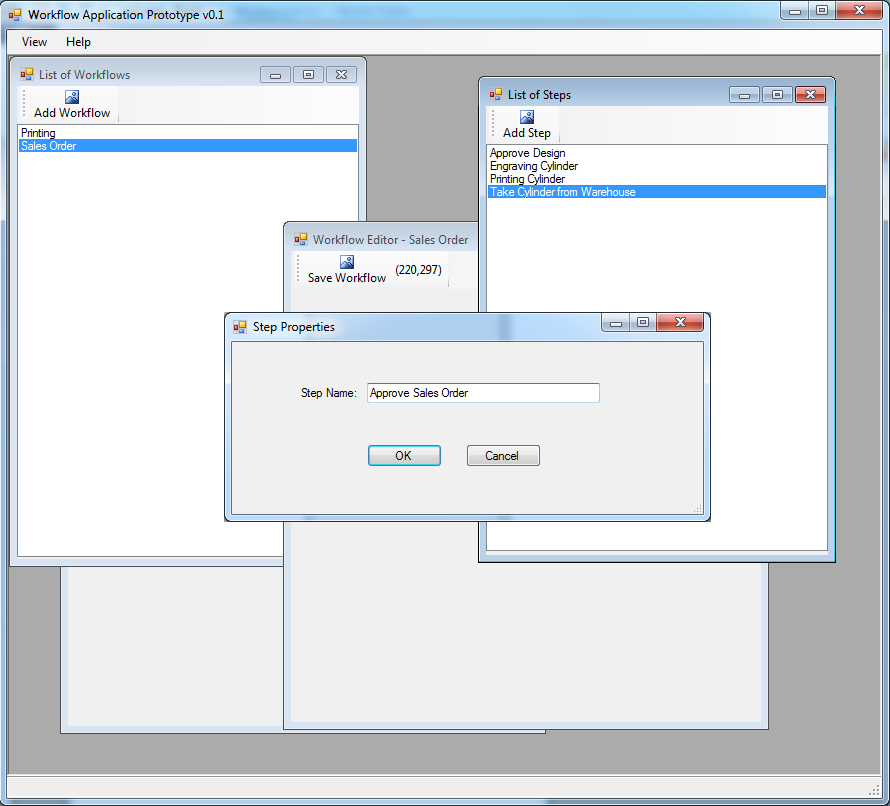 Workflow Application Prototype v0.1
View Help
List of Workflows
Add Workflow
Printing
Sales Order
List of Steps
Add Step
Approve Design
Engraving Cylinder
Printing Cylinder
Take Cylinder from Warehouse
Workflow Editor - Sales Order
Save Workflow (220,297)
Step Properties
Step Name: Approve Sales Order
OK Cancel